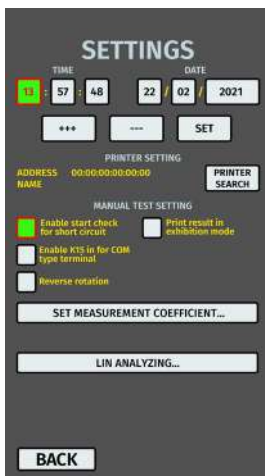 SETTINGS
TIME DATE
13 : 57 : 48 22 / 02 / 2021
+++ --- SET
PRINTER SETTING
ADDRESS 00:00:00:00:00:00
NAME
PRINTER
SEARCH
MANUAL TEST SETTING
Enable start check
for short circuit
Print result in
exhibition mode
Enable K15 in for COM
type terminal
Reverse rotation
SET MEASUREMENT COEFFICIENT...
LIN ANALYZING...
BACK